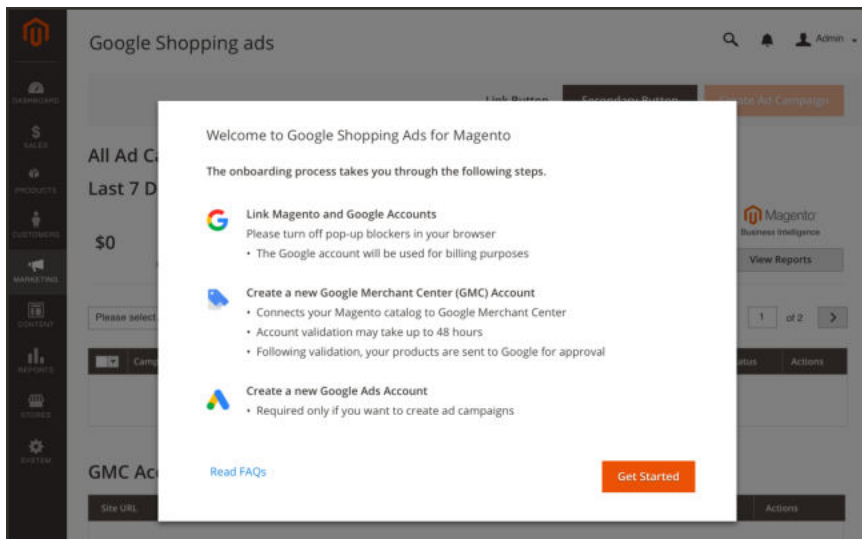 Google Shopping ads
Admin
DASHBOARD
SALES
PRODUCTS
CUSTOMERS
MARKETING
CONTENT
REPORTS
STORES
SYSTEM
Link Button
Secondary Button
Create Ad Campaign
All Ad Ca
Last 7 D
$0
Magento
Business Intelligence
View Reports
Please select
1
of 2
Camp
atus
Actions
GMC Acc
Site URL
Actions
Welcome to Google Shopping Ads for Magento
The onboarding process takes you through the following steps.
Link Magento and Google Accounts
Please turn off pop-up blockers in your browser
• The Google account will be used for billing purposes
Create a new Google Merchant Center (GMC) Account
• Connects your Magento catalog to Google Merchant Center
• Account validation may take up to 48 hours
• Following validation, your products are sent to Google for approval
Create a new Google Ads Account
• Required only if you want to create ad campaigns
Read FAQs
Get Started